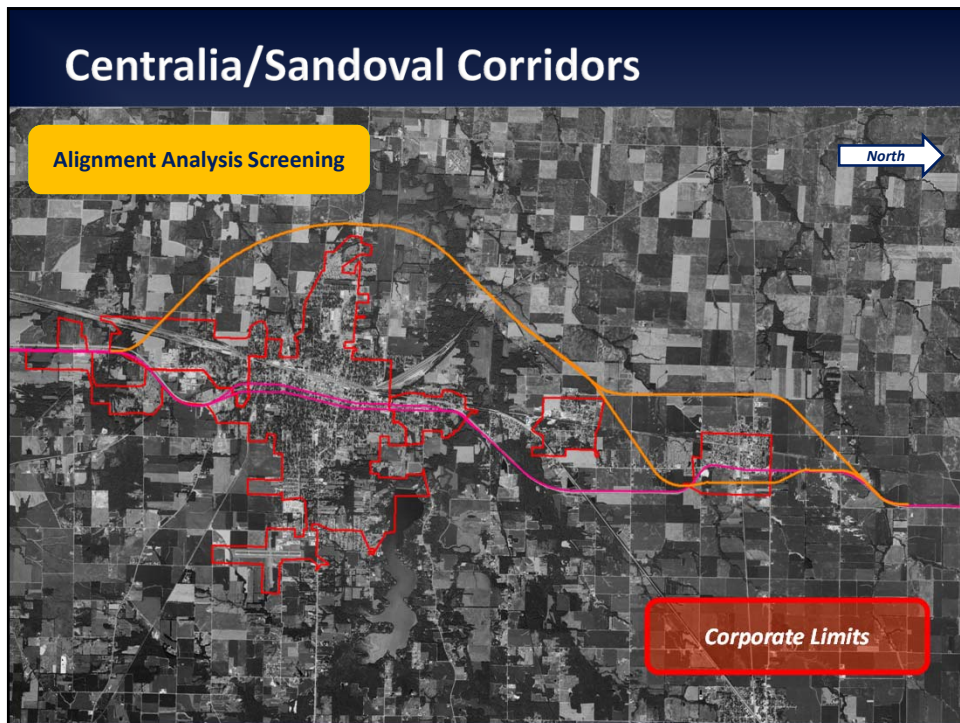 Centralia/Sandoval Corridors
Alignment Analysis Screening
North
Corporate Limits